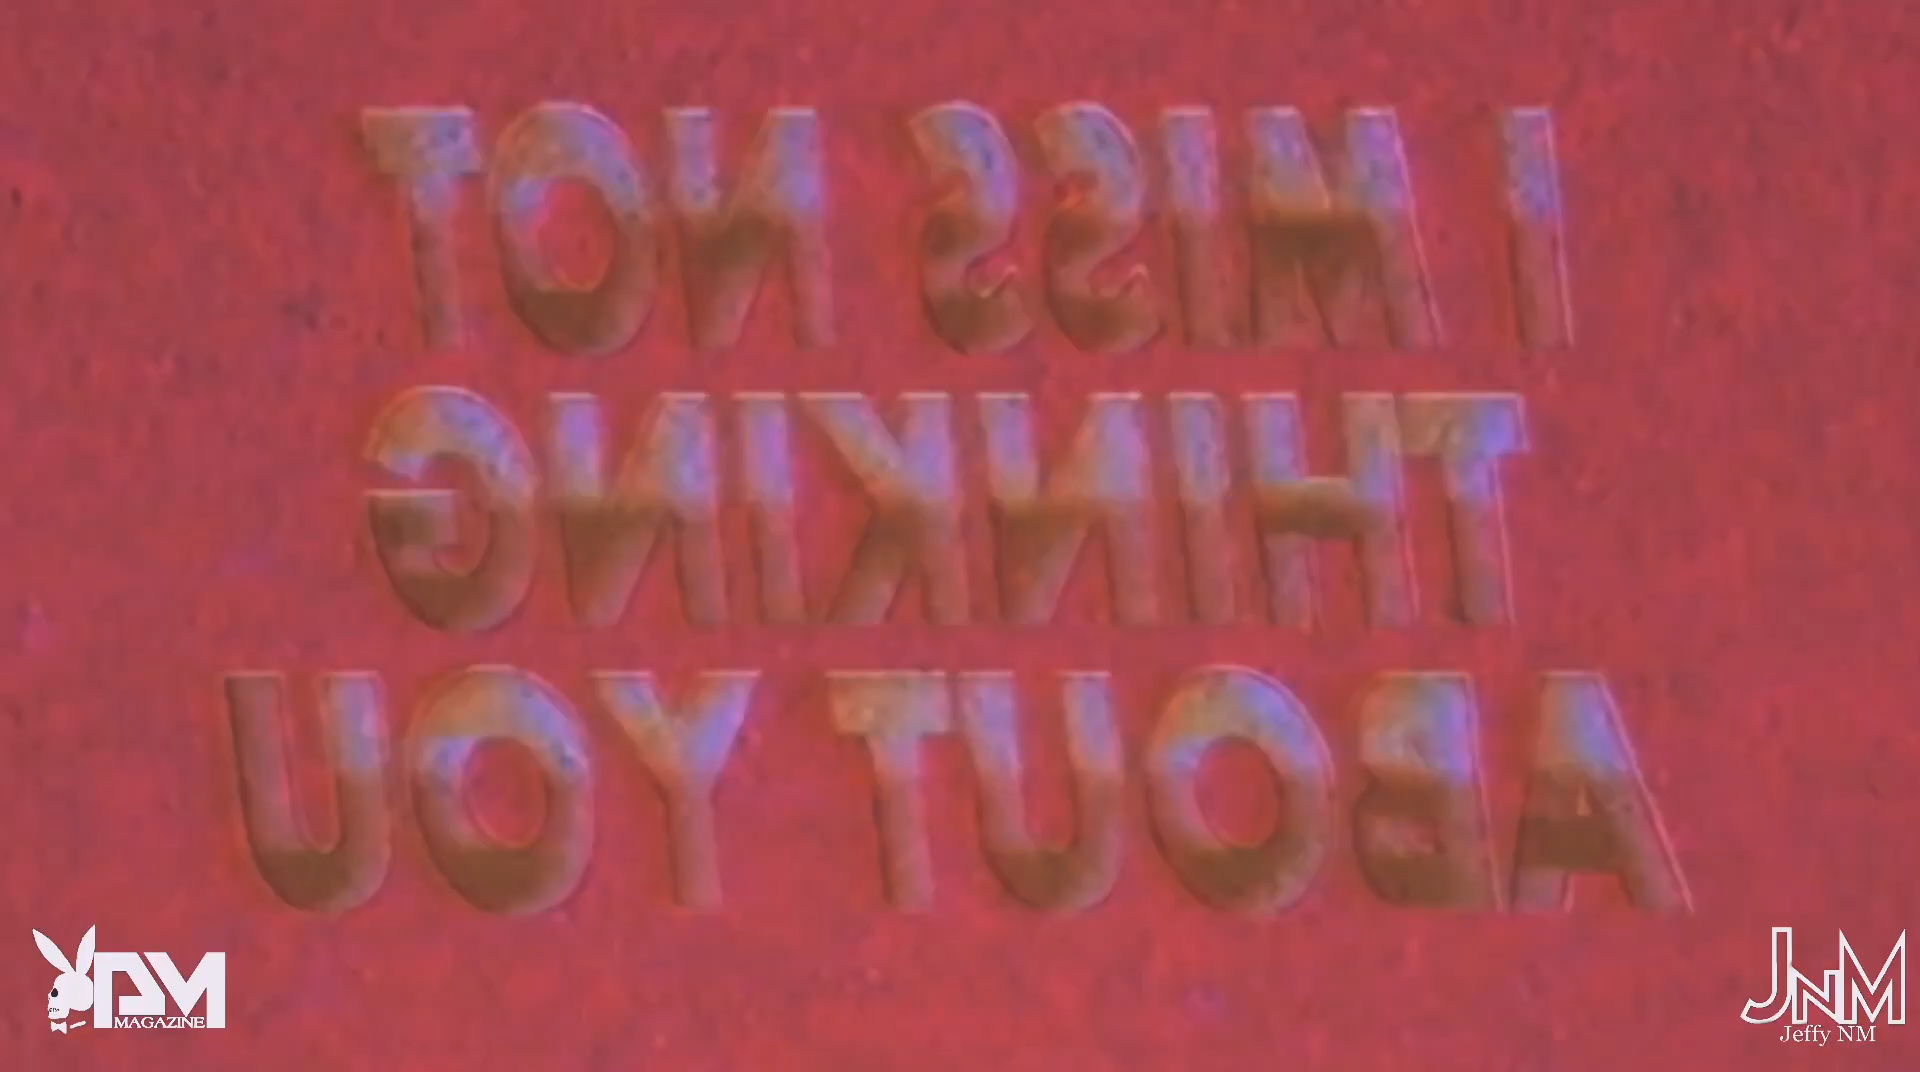 I MISS NOT
THINKING
ABOUT YOU
MAGAZINE
JNM
Jeffy NM